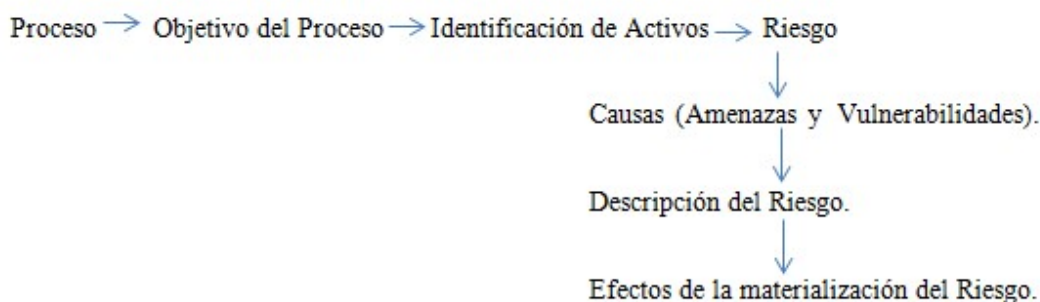 Proceso Objetivo del Proceso Identificación de Activos Riesgo
Causas (Amenazas y Vulnerabilidades).
Descripción del Riesgo.
Efectos de la materialización del Riesgo.